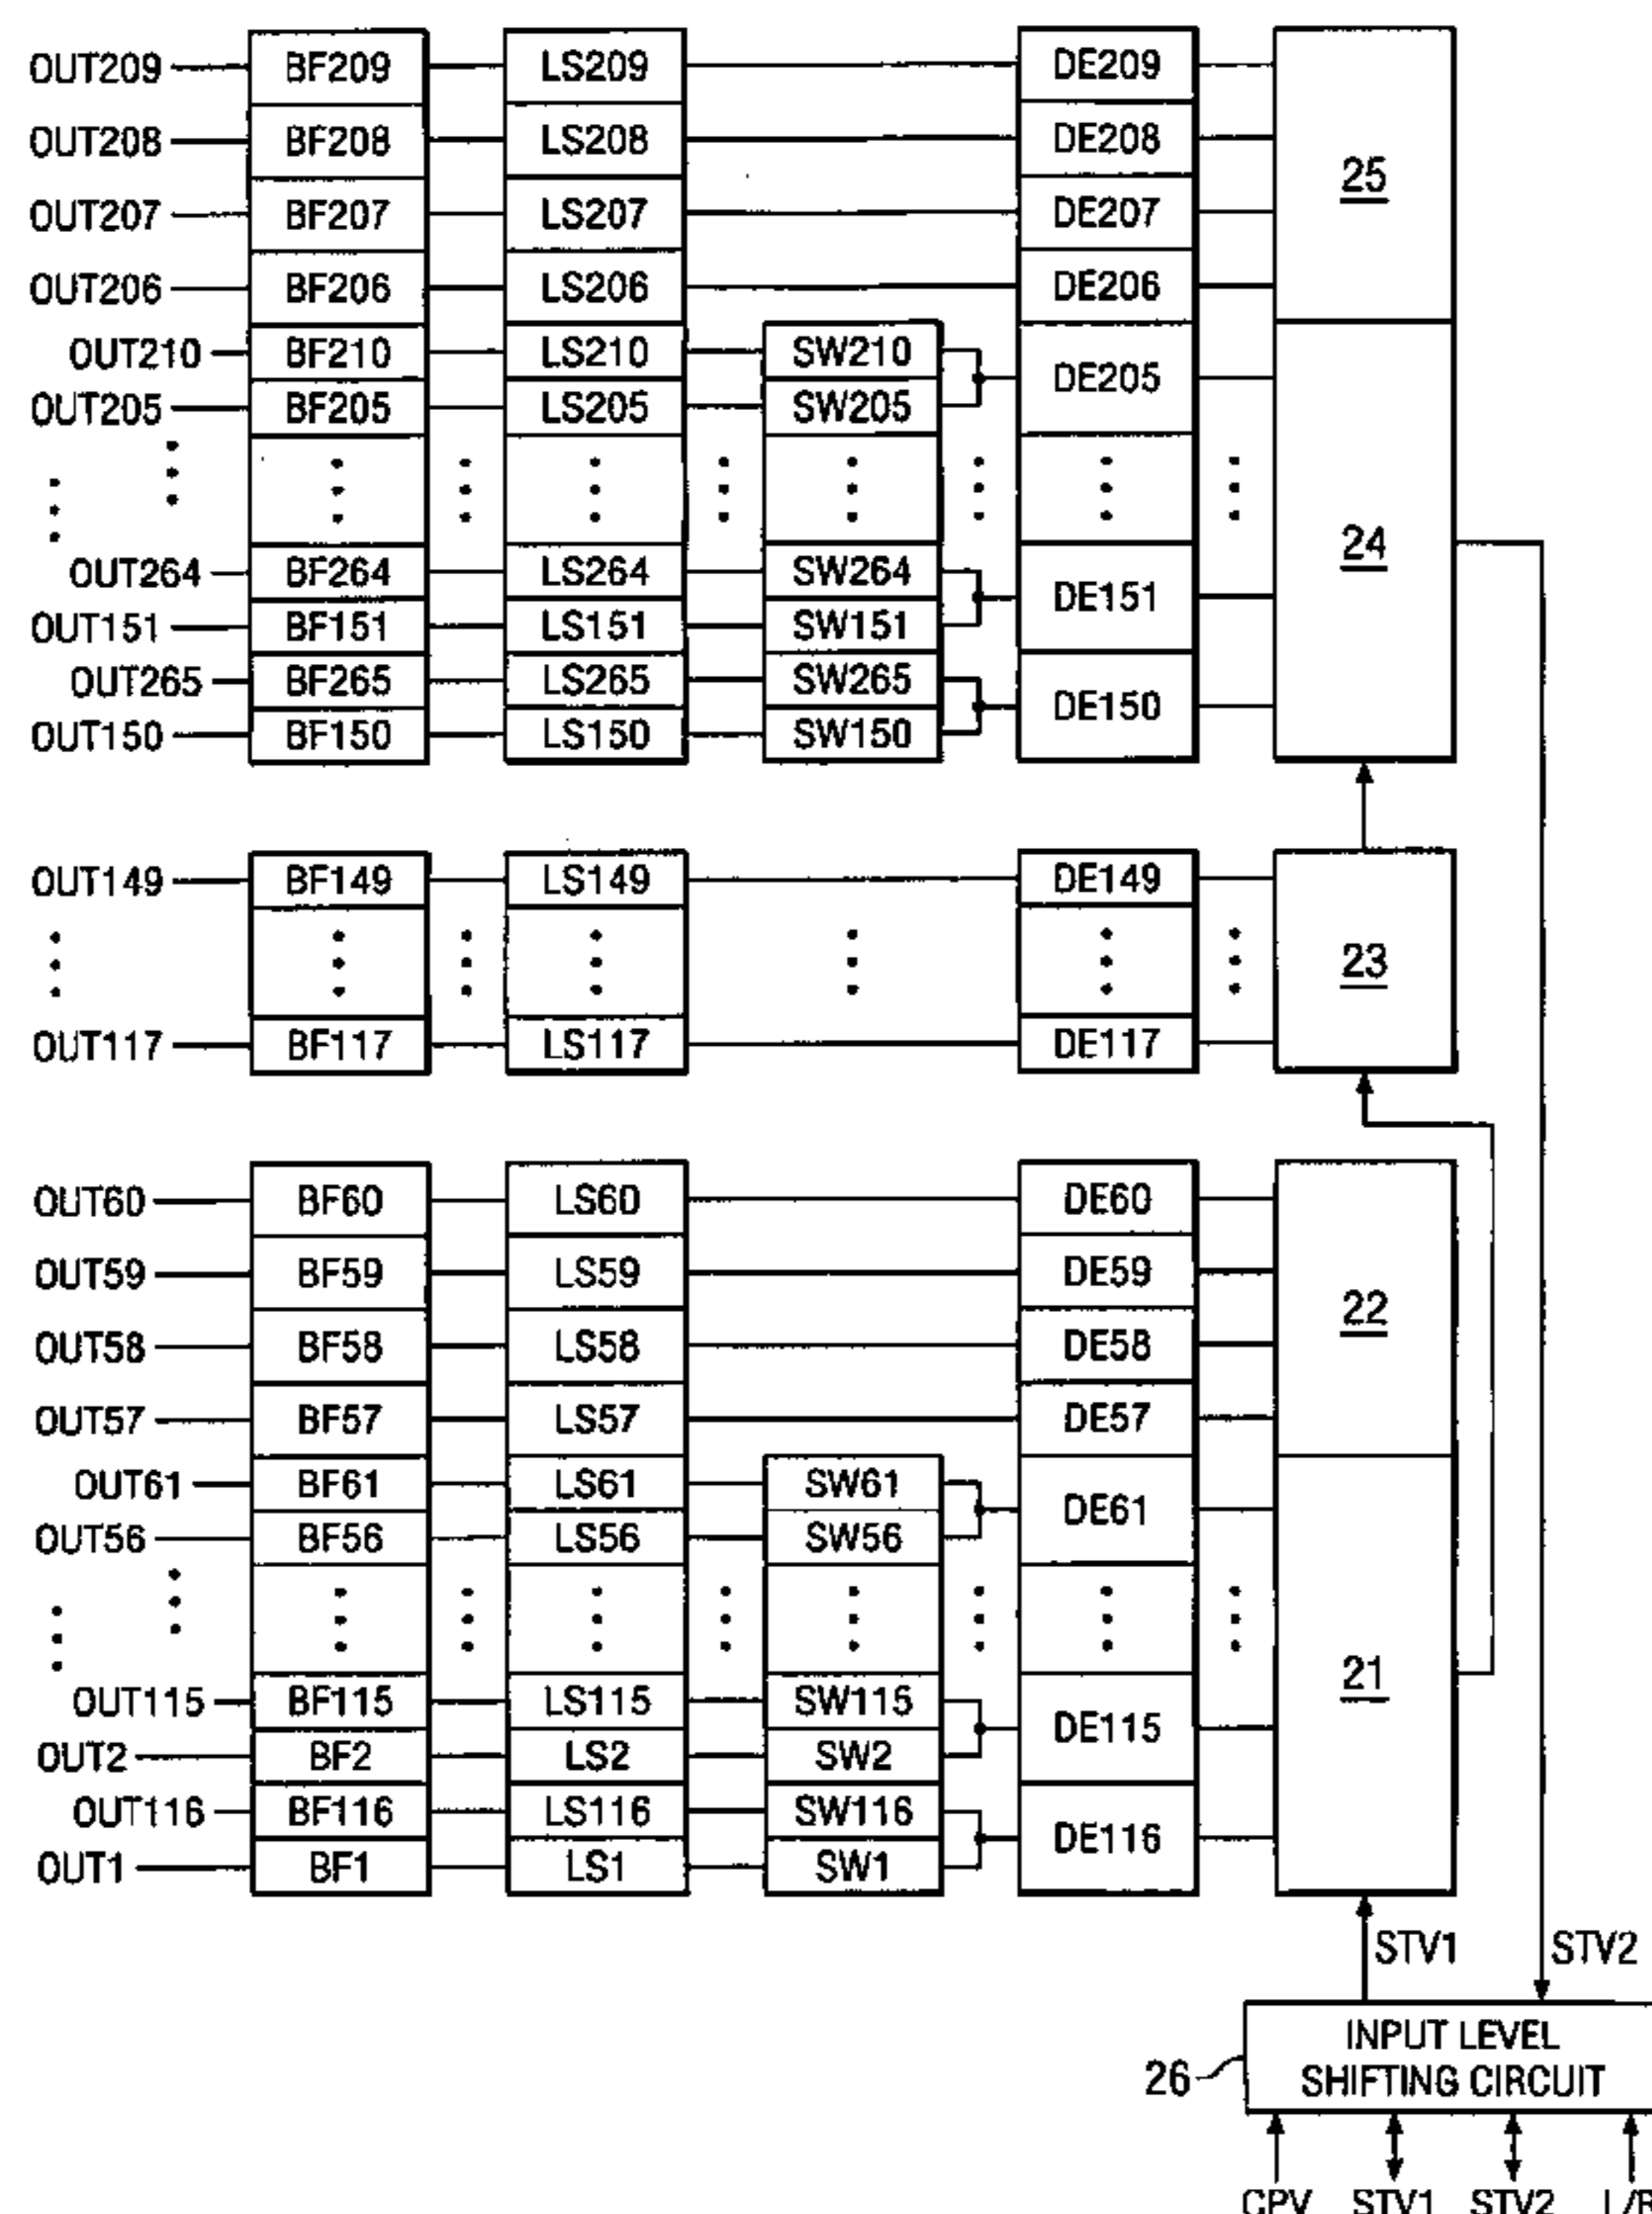 OUT209 BF209 LS209 DE209
OUT208 BF208 LS208 DE208
25
OUT207 BF207 LS207 DE207
OUT206 BF206 LS206 DE206
OUT210 BF210 LS210 SW210
DE205
OUT205 BF205 LS205 SW205
24
OUT264 BF264 LS264 SW264
DE151
OUT151 BF151 LS151 SW151
OUT265 BF265 LS265 SW265
DE150
OUT150 BF150 LS150 SW150
OUT149 BF149 LS149 DE149
23
OUT117 BF117 LS117 DE117
OUT60 BF60 LS60 DE60
OUT59 BF59 LS59 DE59
22
OUT58 BF58 LS58 DE58
OUT57 BF57 LS57 DE57
OUT61 BF61 LS61 SW61
DE61
OUT56 BF56 LS56 SW56
21
OUT115 BF115 LS115 SW115
DE115
OUT2 BF2 LS2 SW2
OUT116 BF116 LS116 SW116
DE116
OUT1 BF1 LS1 SW1
STV1 STV2
INPUT LEVEL
SHIFTING CIRCUIT
26
CPV STV1 STV2 L/R